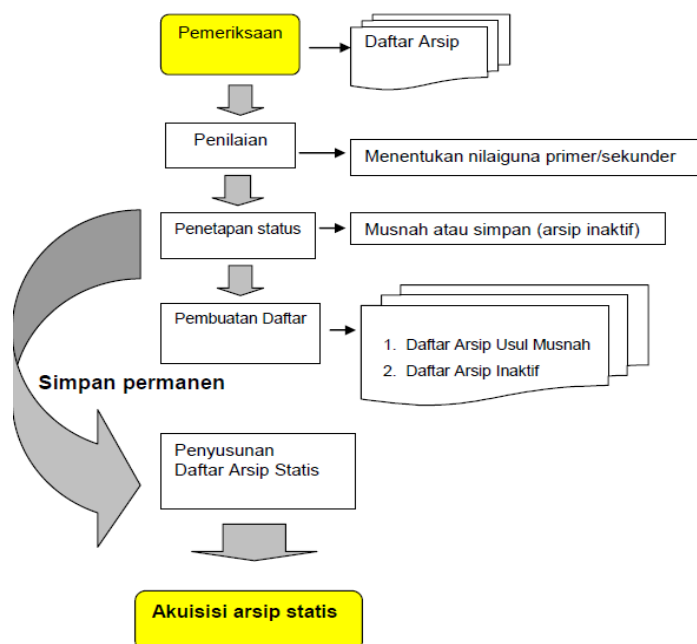 Pemeriksaan
Daftar Arsip
Penilaian
Menentukan nilaiguna primer/sekunder
Penetapan status
Musnah atau simpan (arsip inaktif)
Pembuatan Daftar
1. Daftar Arsip Usul Musnah
2. Daftar Arsip Inaktif
Simpan permanen
Penyusunan
Daftar Arsip Statis
Akuisisi arsip statis